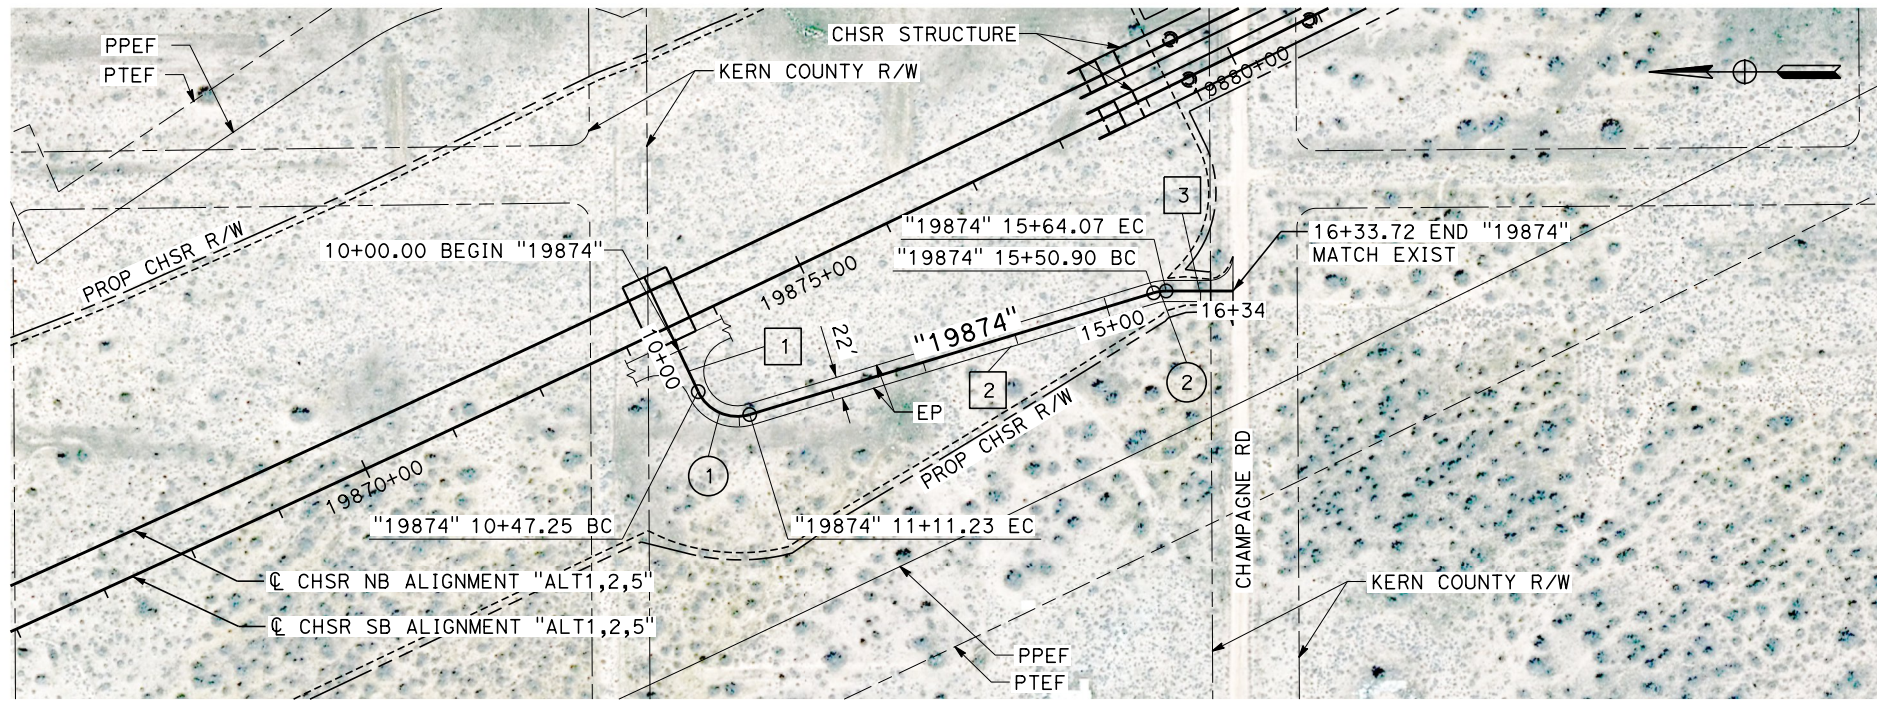 PPEF
PTEF
CHSR STRUCTURE
KERN COUNTY R/W
19880+00
3
PROP CHSR R/W
10+00.00 BEGIN "19874"
"19874" 15+64.07 EC
"19874" 15+50.90 BC
16+33.72 END "19874"
MATCH EXIST
19875+00
16+34
10+00
1
22'
"19874"
15+00
2
2
EP
PROP CHSR R/W
19870+00
1
"19874" 10+47.25 BC
"19874" 11+11.23 EC
CHAMPAGNE RD
℄ CHSR NB ALIGNMENT "ALT1,2,5"
KERN COUNTY R/W
℄ CHSR SB ALIGNMENT "ALT1,2,5"
PPEF
PTEF